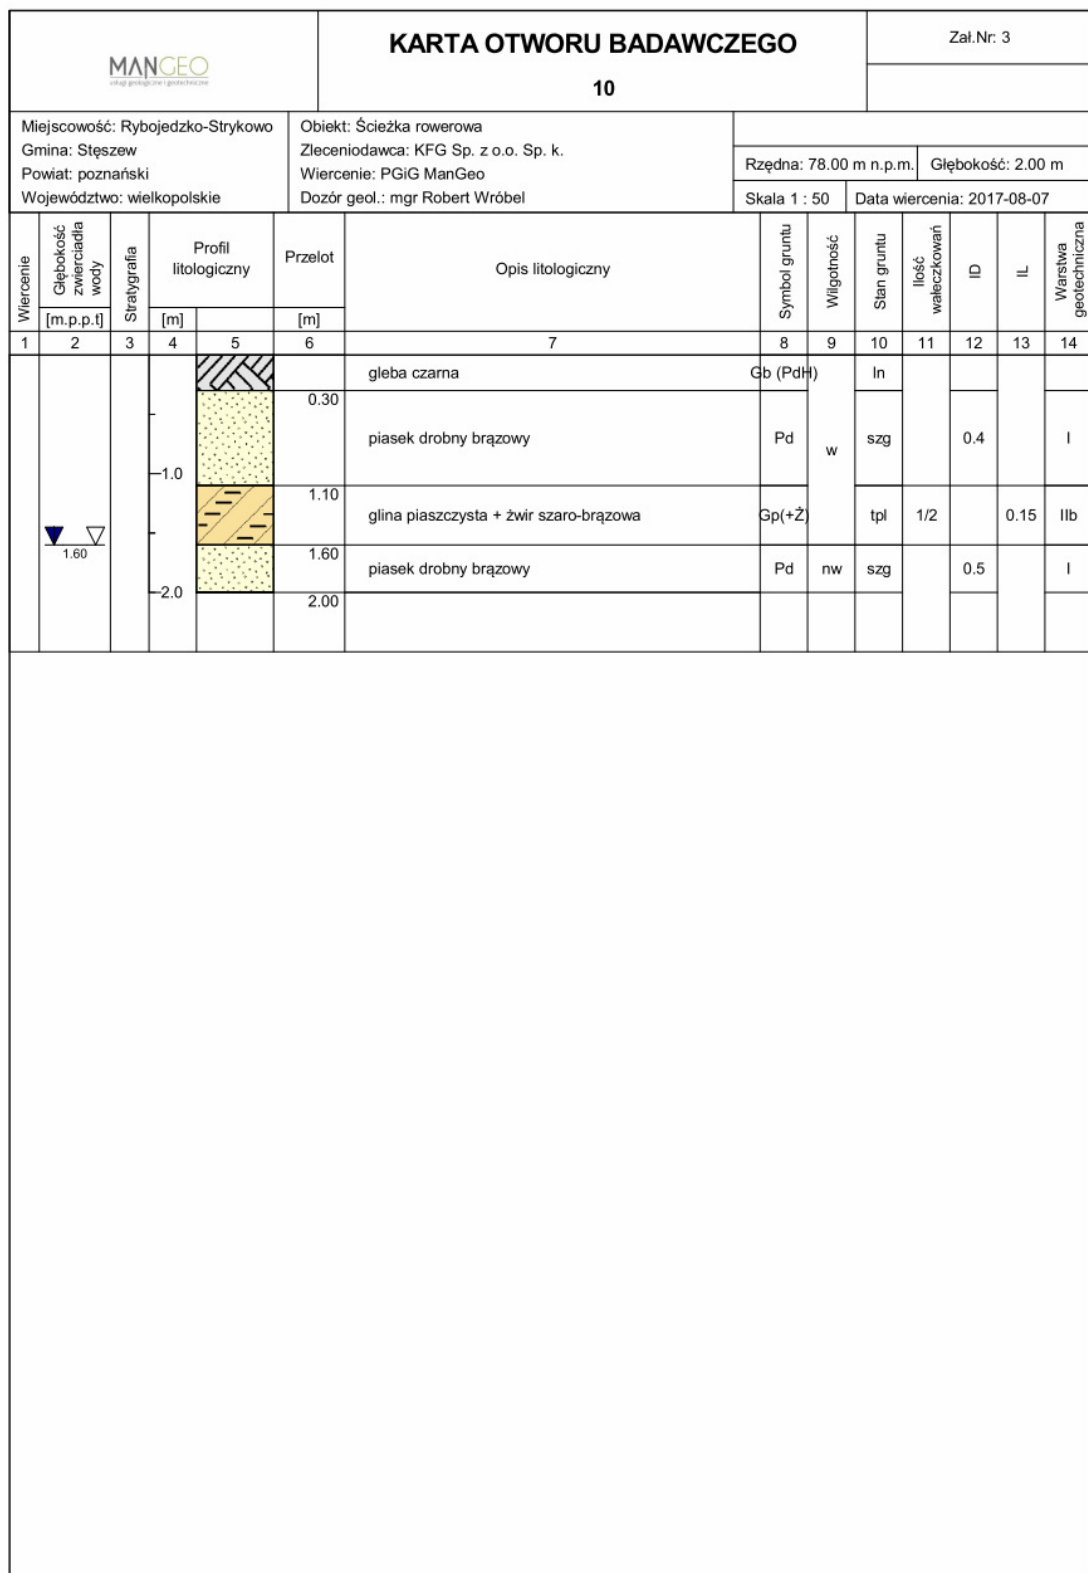 MANGEO
usługi geologiczne i geotechniczne
KARTA OTWORU BADAWCZEGO
10
Zał.Nr: 3
Miejscowość: Rybojedzko-Strykowo
Gmina: Stęszew
Powiat: poznański
Województwo: wielkopolskie
Obiekt: Ścieżka rowerowa
Zleceniodawca: KFG Sp. z o.o. Sp. k.
Wiercenie: PGiG ManGeo
Dozór geol.: mgr Robert Wróbel
Rzędna: 78.00 m n.p.m. Głębokość: 2.00 m
Skala 1 : 50 Data wiercenia: 2017-08-07
Wiercenie
Głębokość zwierciadła wody
[m.p.p.t]
Stratygrafia
Profil litologiczny
[m]
Przelot
[m]
Opis litologiczny
Symbol gruntu
Wilgotność
Stan gruntu
Ilość wałeczkowań
ID
IL
Warstwa geotechniczna
1 2 3 4 5 6 7 8 9 10 11 12 13 14
gleba czarna Gb (PdH) ln
0.30
piasek drobny brązowy Pd w szg 0.4 I
1.0
1.10
glina piaszczysta + żwir szaro-brązowa Gp(+Ż) tpl 1/2 0.15 IIb
1.60
1.60
piasek drobny brązowy Pd nw szg 0.5 I
2.0
2.00